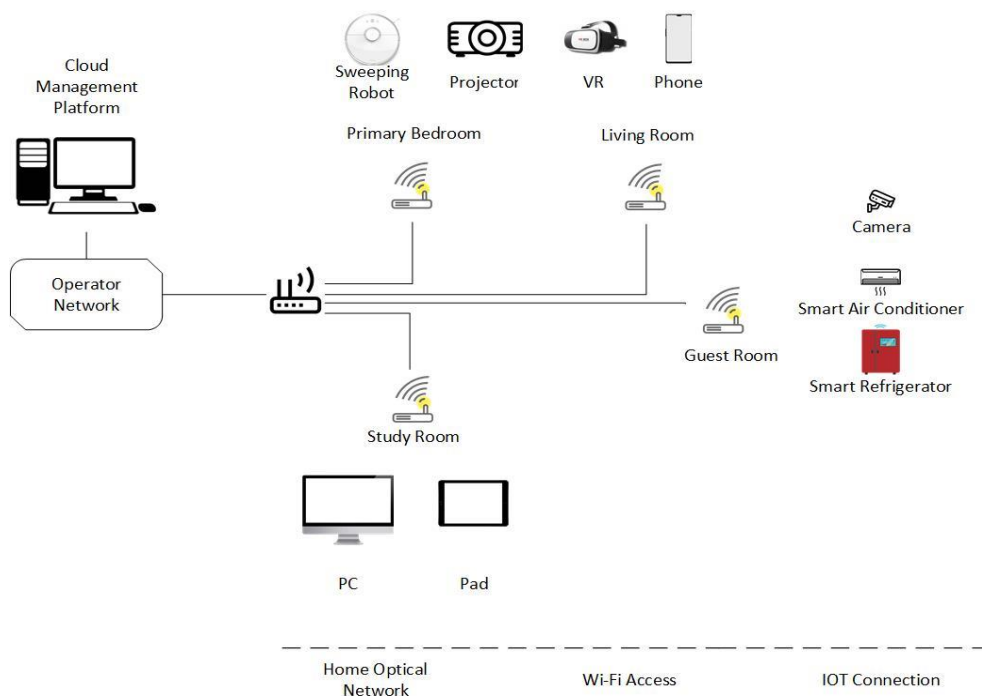 Cloud
Management
Platform
Sweeping
Robot
Projector
VR
Phone
Primary Bedroom
Living Room
Camera
Operator
Network
Smart Air Conditioner
Guest Room
Smart Refrigerator
Study Room
PC
Pad
Home Optical
Network
Wi-Fi Access
IOT Connection